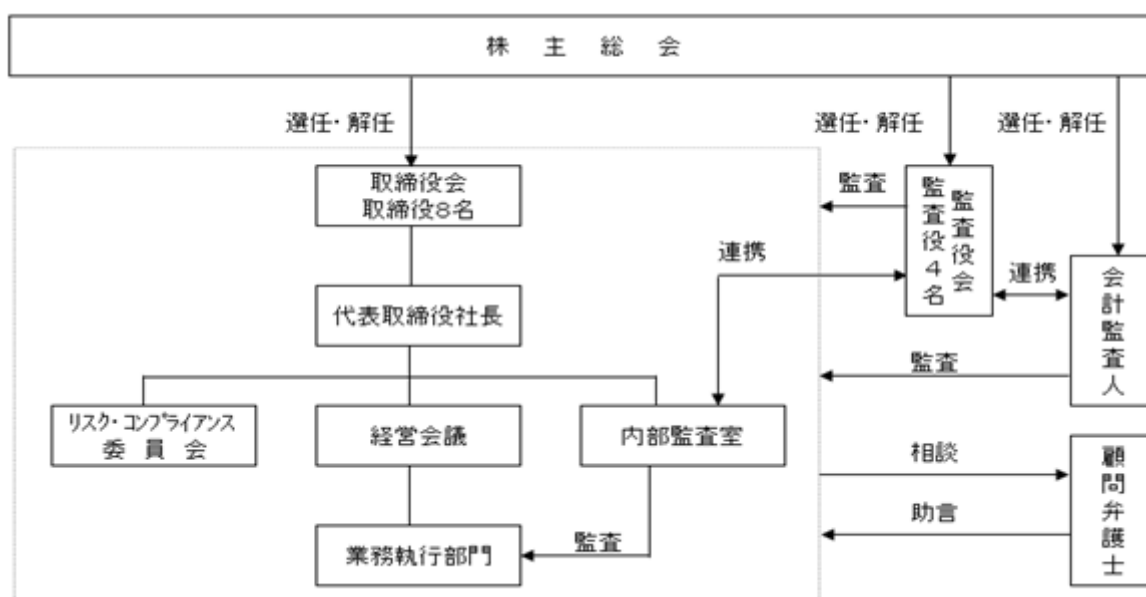 株主総会
選任・解任
選任・解任
選任・解任
取締役会
取締役8名
監査
監査役会
監査役4名
連携
連携
会計監査人
代表取締役社長
監査
リスク・コンプライアンス
委員会
経営会議
内部監査室
相談
顧問弁護士
助言
業務執行部門
監査